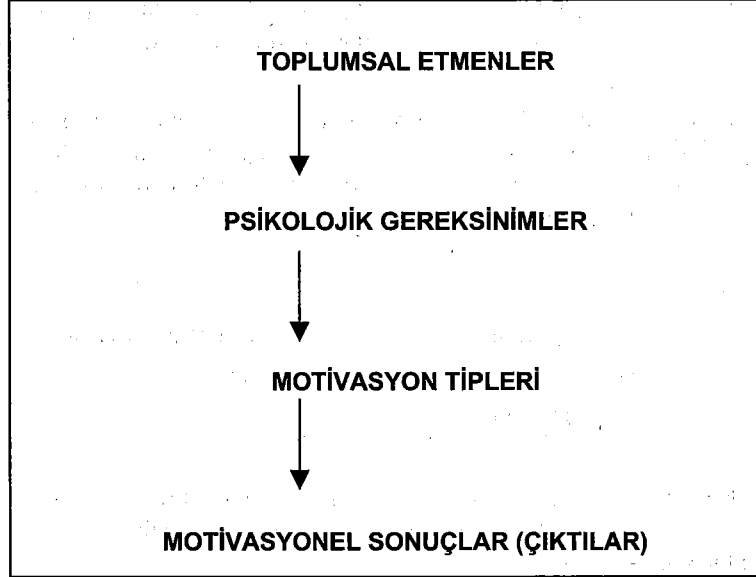 TOPLUMSAL ETMENLER
PSİKOLOJİK GEREKSİNİMLER
MOTİVASYON TİPLERİ
MOTİVASYONEL SONUÇLAR (ÇIKTILAR)